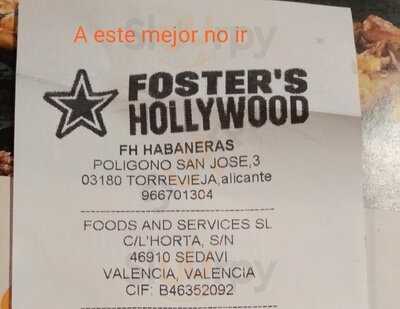 A este mejor no ir
FOSTER'S
HOLLYWOOD
FH HABANERAS
POLIGONO SAN JOSE,3
03180 TORREVIEJA,alicante
966701304
FOODS AND SERVICES SL
C/L'HORTA, S/N
46910 SEDAVI
VALENCIA, VALENCIA
CIF: B46352092